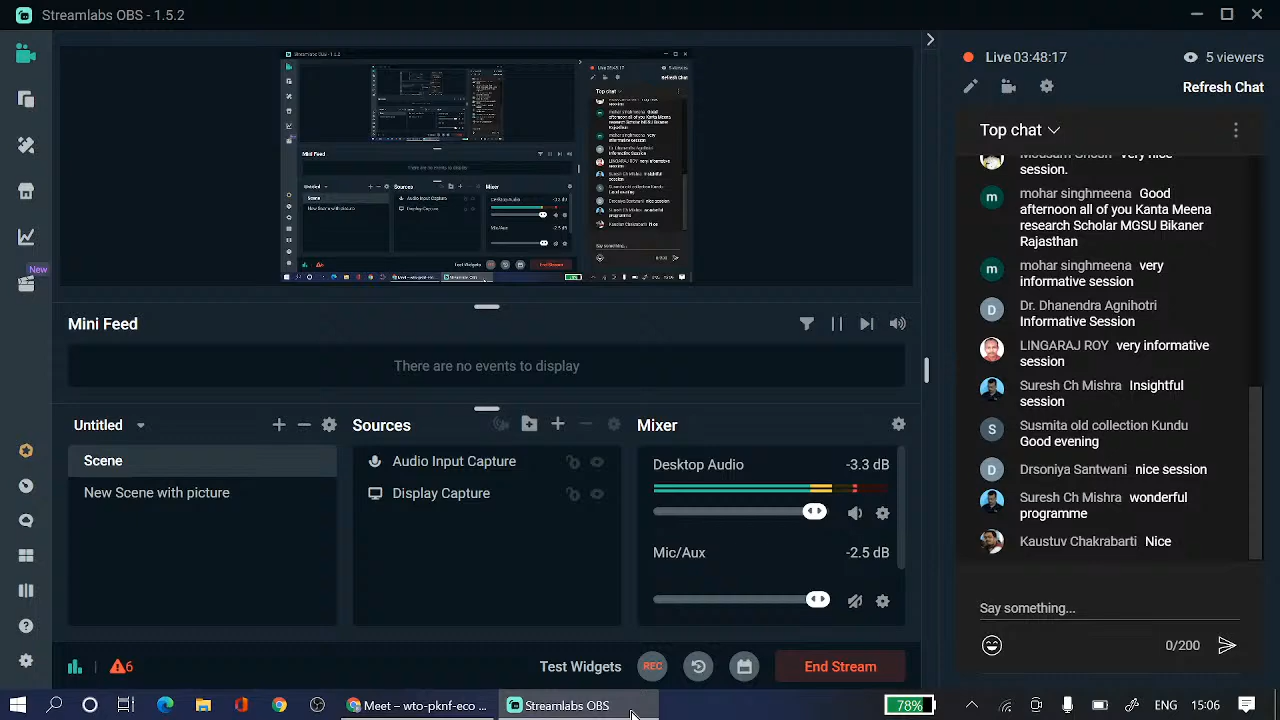 Streamlabs OBS - 1.5.2
Live 03:48:17
5 viewers
Refresh Chat
Top chat
very nice
session.
mohar singhmeena Good
afternoon all of you Kanta Meena
research Scholar MGSU Bikaner
Rajasthan
mohar singhmeena very
informative session
Dr. Dhanendra Agnihotri
Informative Session
LINGARAJ ROY very informative
session
Suresh Ch Mishra Insightful
session
Susmita old collection Kundu
Good evening
Drsoniya Santwani nice session
Suresh Ch Mishra wonderful
programme
Kaustuv Chakrabarti Nice
Say something...
0/200
New
Mini Feed
There are no events to display
Untitled
Scene
New Scene with picture
Sources
Audio Input Capture
Display Capture
Mixer
Desktop Audio -3.3 dB
Mic/Aux -2.5 dB
6
Test Widgets
REC
End Stream
Meet - wto-pknf-eo ...
Streamlabs OBS
78%
ENG
15:06